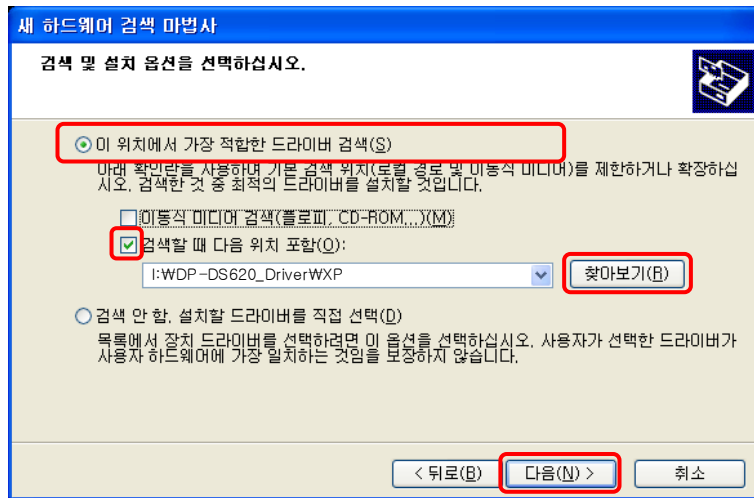 새 하드웨어 검색 마법사
검색 및 설치 옵션을 선택하십시오.
이 위치에서 가장 적합한 드라이버 검색(S)
아래 확인란을 사용하여 기본 검색 위치(로컬 경로 및 이동식 미디어)를 제한하거나 확장하십
시오. 검색한 것 중 최적의 드라이버를 설치할 것입니다.
이동식 미디어 검색(플로피, CD-ROM...)(M)
검색할 때 다음 위치 포함(O):
I:₩DP-DS620_Driver₩XP
찾아보기(R)
검색 안 함. 설치할 드라이버를 직접 선택(D)
목록에서 장치 드라이버를 선택하려면 이 옵션을 선택하십시오. 사용자가 선택한 드라이버가
사용자 하드웨어에 가장 일치하는 것임을 보장하지 않습니다.
< 뒤로(B)
다음(N) >
취소